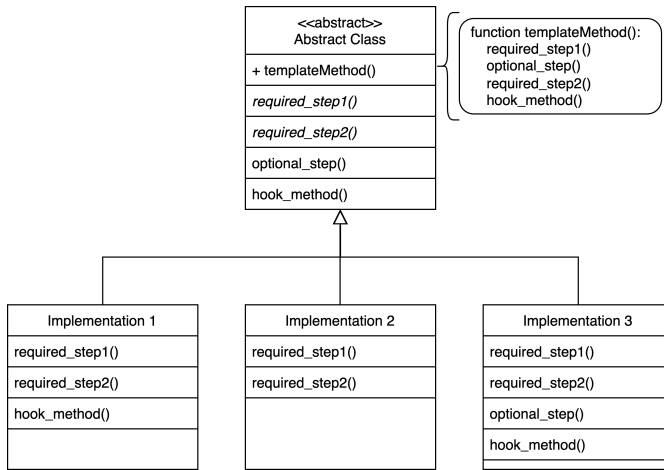 <<abstract>>
Abstract Class
+ templateMethod()
required_step1()
required_step2()
optional_step()
hook_method()
function templateMethod():
required_step1()
optional_step()
required_step2()
hook_method()
Implementation 1
required_step1()
required_step2()
hook_method()
Implementation 2
required_step1()
required_step2()
Implementation 3
required_step1()
required_step2()
optional_step()
hook_method()